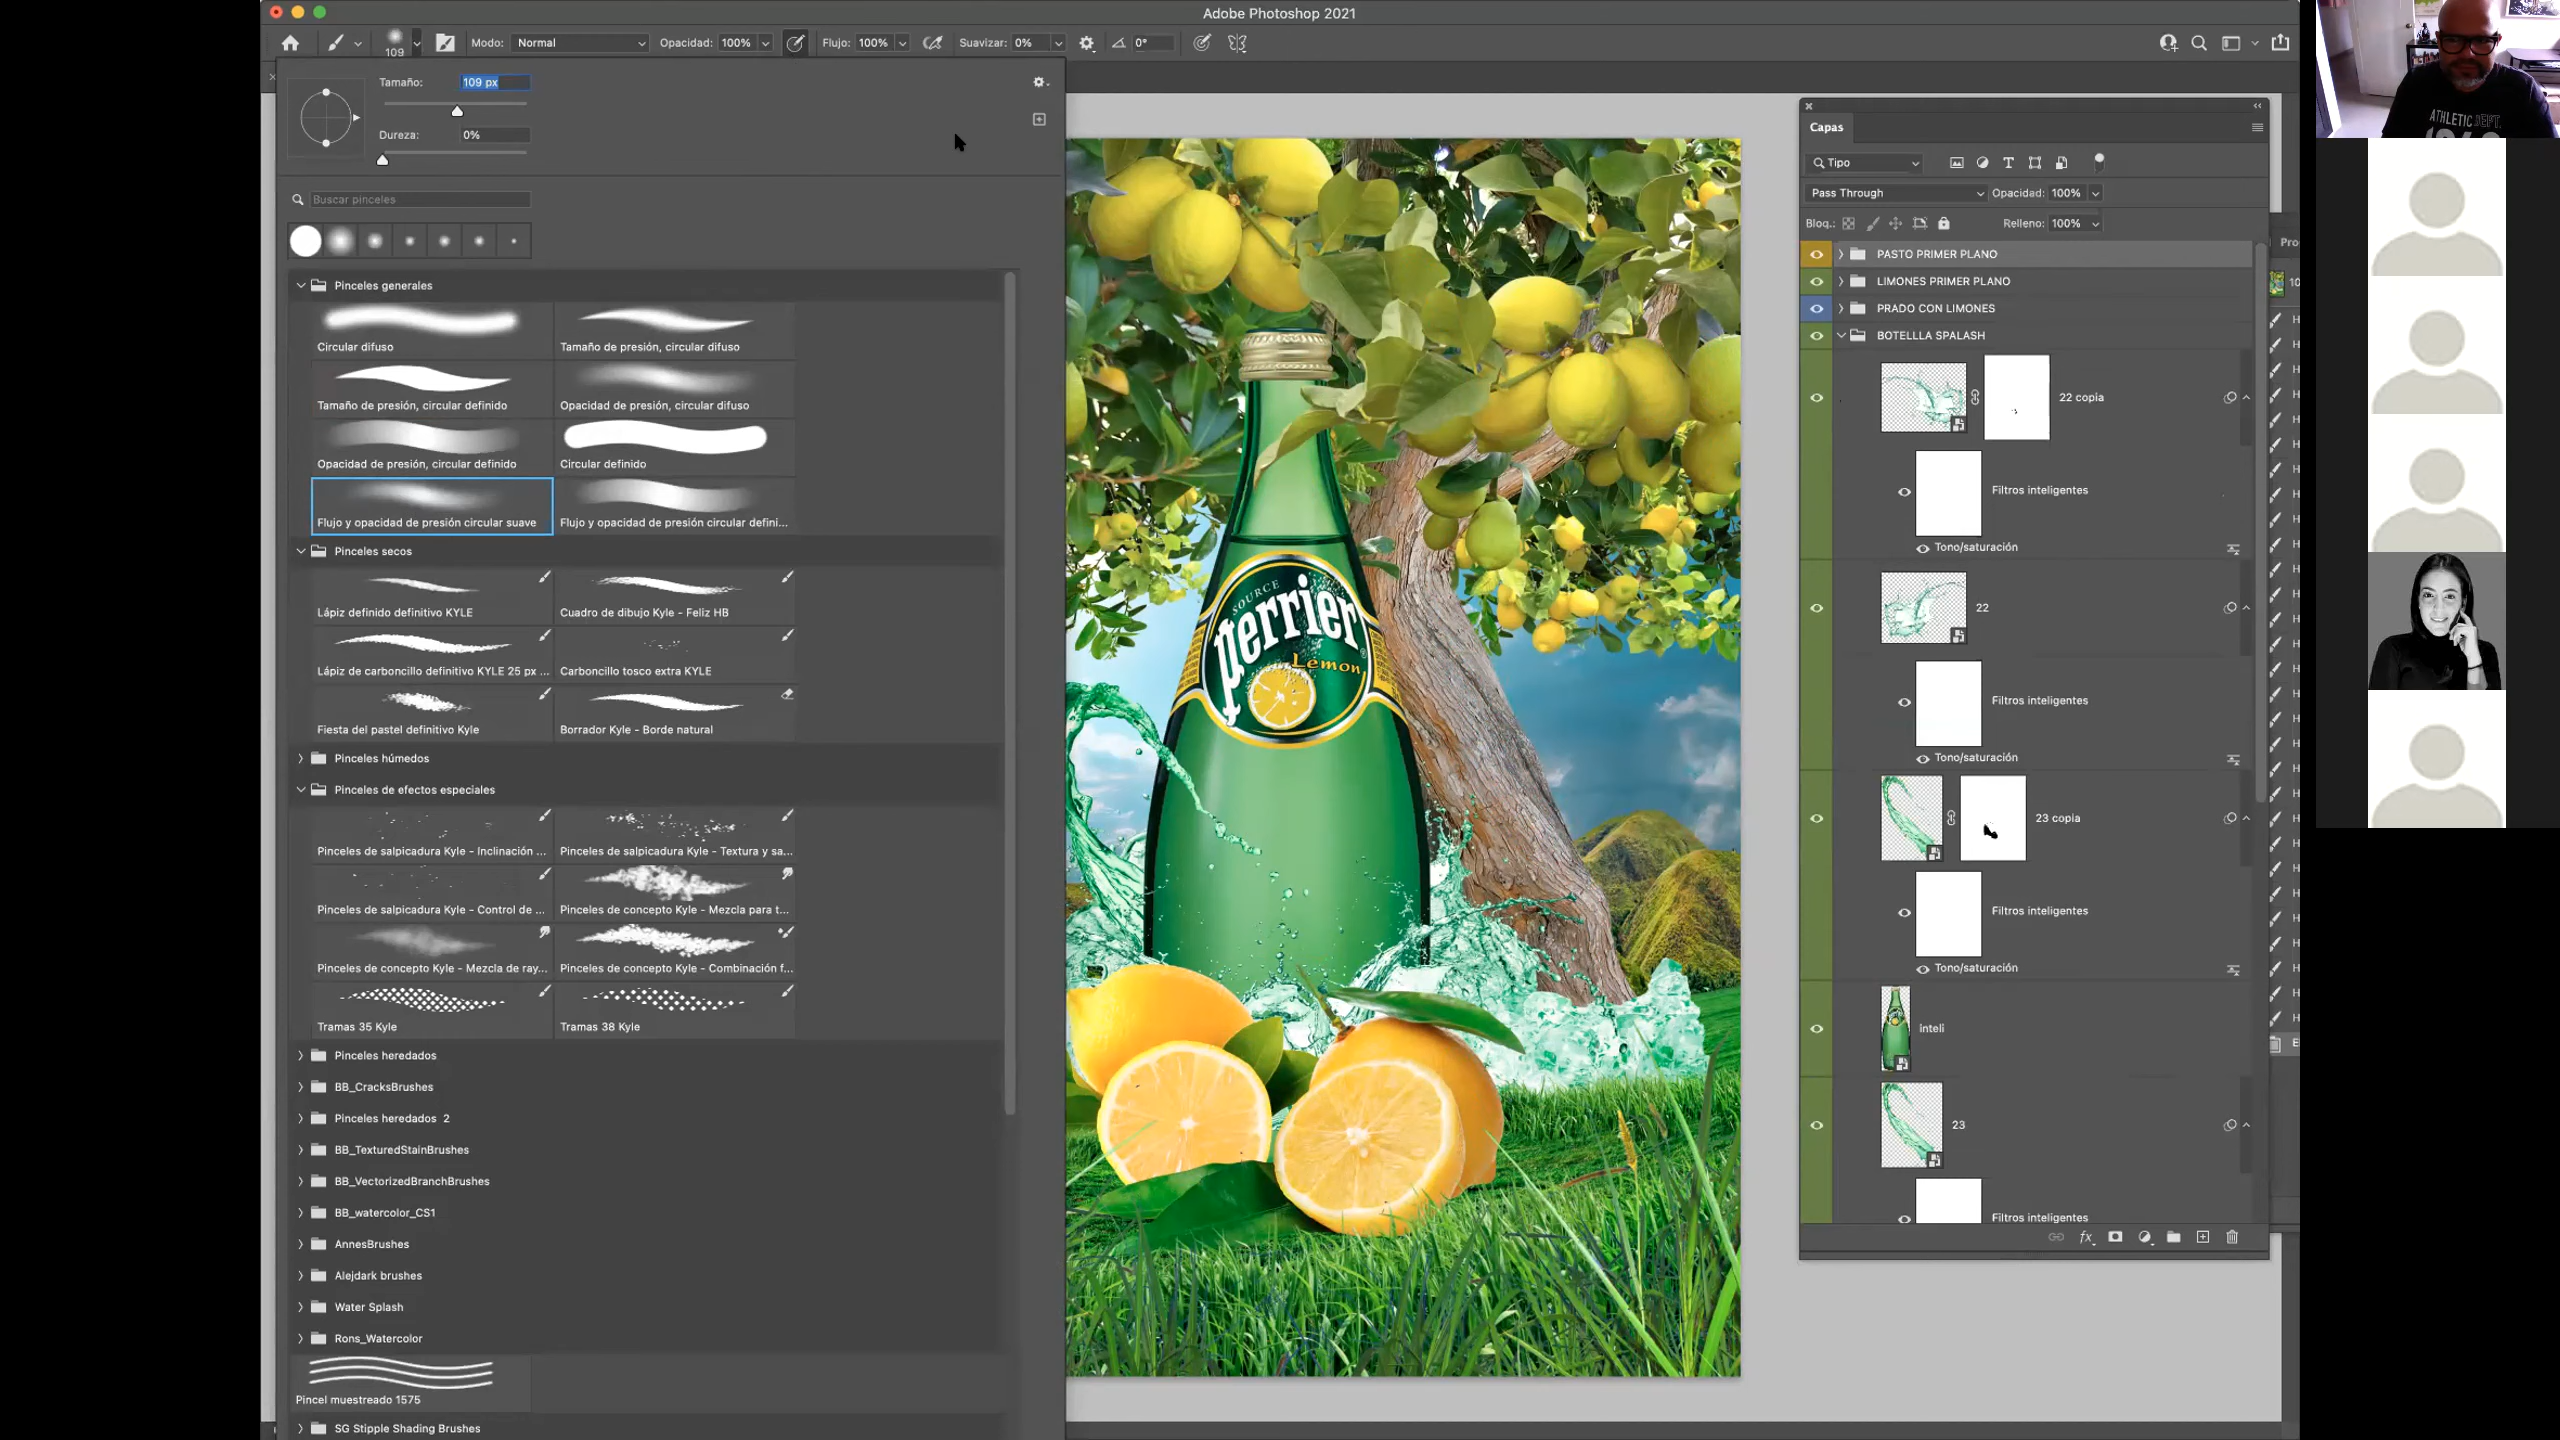 Adobe Photoshop 2021
109
Modo: Normal
Opacidad: 100%
Flujo: 100%
Suavizar: 0%
0°
Tamaño: 109 px
Dureza: 0%
Buscar pinceles
Pinceles generales
Circular difuso
Tamaño de presión, circular difuso
Tamaño de presión, circular definido
Opacidad de presión, circular difuso
Opacidad de presión, circular definido
Circular definido
Flujo y opacidad de presión circular suave
Flujo y opacidad de presión circular defini...
Pinceles secos
Lápiz definido definitivo KYLE
Cuadro de dibujo Kyle - Feliz HB
Lápiz de carboncillo definitivo KYLE 25 px ...
Carboncillo tosco extra KYLE
Fiesta del pastel definitivo Kyle
Borrador Kyle - Borde natural
Pinceles húmedos
Pinceles de efectos especiales
Pinceles de salpicadura Kyle - Inclinación ...
Pinceles de salpicadura Kyle - Textura y sa...
Pinceles de salpicadura Kyle - Control de ...
Pinceles de concepto Kyle - Mezcla para t...
Pinceles de concepto Kyle - Mezcla de ray...
Pinceles de concepto Kyle - Combinación f...
Tramas 35 Kyle
Tramas 38 Kyle
Pinceles heredados
BB_CracksBrushes
Pinceles heredados 2
BB_TexturedStainBrushes
BB_VectorizedBranchBrushes
BB_watercolor_CS1
AnnesBrushes
Alejdark brushes
Water Splash
Rons_Watercolor
Pincel muestreado 1575
SG Stipple Shading Brushes
SOURCE
perrier
Lemon
Capas
Tipo
Pass Through
Opacidad: 100%
Bloq.:
Relleno: 100%
PASTO PRIMER PLANO
LIMONES PRIMER PLANO
PRADO CON LIMONES
BOTELLLA SPALASH
22 copia
Filtros inteligentes
Tono/saturación
22
Filtros inteligentes
Tono/saturación
23 copia
Filtros inteligentes
Tono/saturación
inteli
23
Filtros inteligentes
fx
ATHLETIC DEPT.